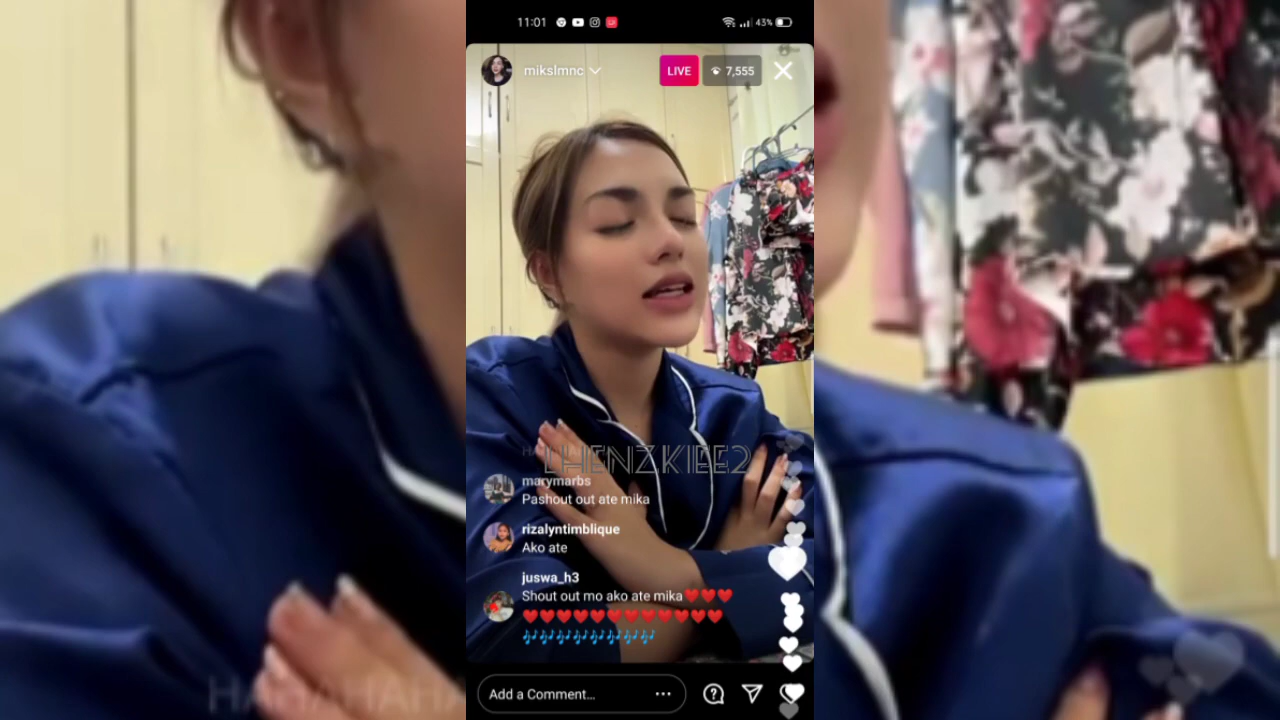 11:01
43%
mikslmnc
LIVE
7,555
LHENZKIEE2
marymarbs
Pashout out ate mika
rizalyntimblique
Ako ate
juswa_h3
Shout out mo ako ate mika❤️❤️❤️
❤️❤️❤️❤️❤️❤️❤️❤️❤️❤️❤️❤️
🎶🎶🎶🎶🎶🎶🎶🎶🎶
Add a Comment...
HAHAHAHA